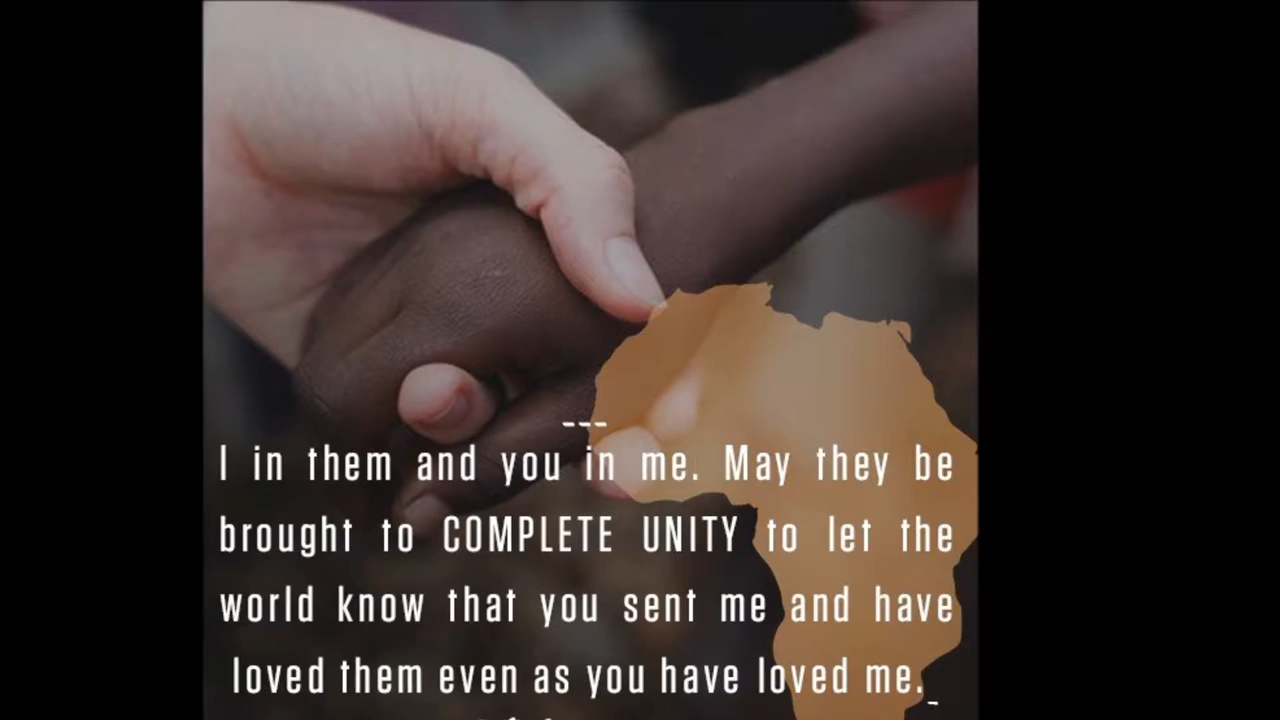 ---
I in them and you in me. May they be
brought to COMPLETE UNITY to let the
world know that you sent me and have
loved them even as you have loved me.